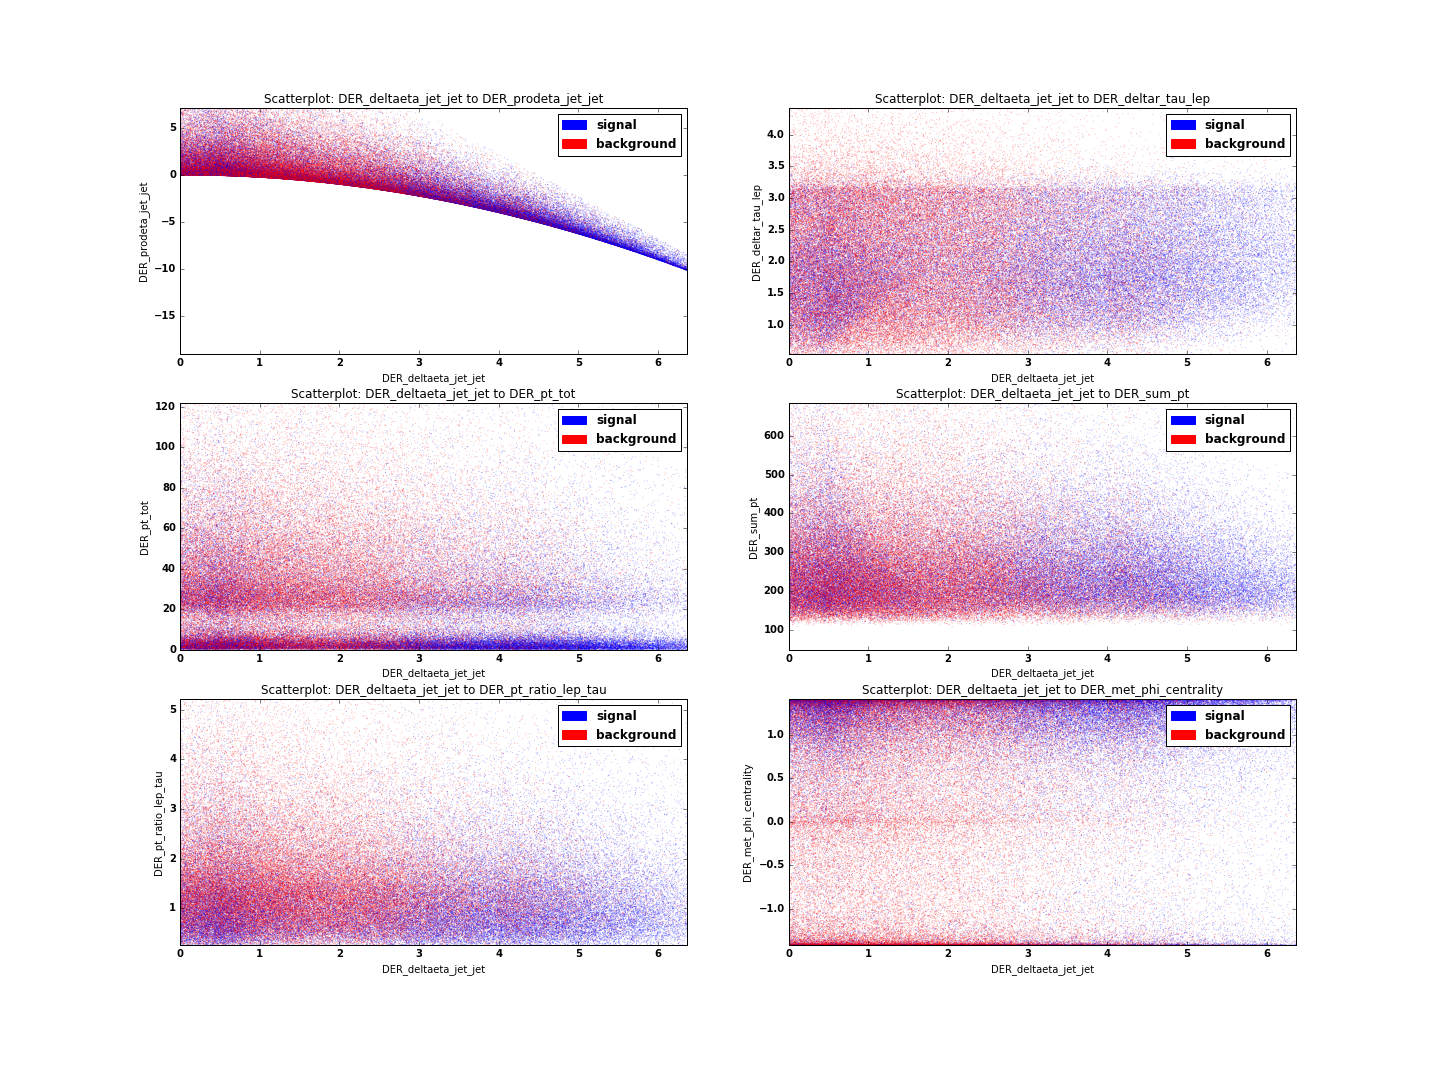 Scatterplot: DER_deltaeta_jet_jet to DER_prodeta_jet_jet
signal
background
5
0
−5
−10
−15
DER_prodeta_jet_jet
0 1 2 3 4 5 6
DER_deltaeta_jet_jet
Scatterplot: DER_deltaeta_jet_jet to DER_deltar_tau_lep
signal
background
4.0
3.5
3.0
2.5
2.0
1.5
1.0
DER_deltar_tau_lep
0 1 2 3 4 5 6
DER_deltaeta_jet_jet
Scatterplot: DER_deltaeta_jet_jet to DER_pt_tot
signal
background
120
100
80
60
40
20
0
DER_pt_tot
0 1 2 3 4 5 6
DER_deltaeta_jet_jet
Scatterplot: DER_deltaeta_jet_jet to DER_sum_pt
signal
background
600
500
400
300
200
100
DER_sum_pt
0 1 2 3 4 5 6
DER_deltaeta_jet_jet
Scatterplot: DER_deltaeta_jet_jet to DER_pt_ratio_lep_tau
signal
background
5
4
3
2
1
DER_pt_ratio_lep_tau
0 1 2 3 4 5 6
DER_deltaeta_jet_jet
Scatterplot: DER_deltaeta_jet_jet to DER_met_phi_centrality
signal
background
1.0
0.5
0.0
−0.5
−1.0
DER_met_phi_centrality
0 1 2 3 4 5 6
DER_deltaeta_jet_jet